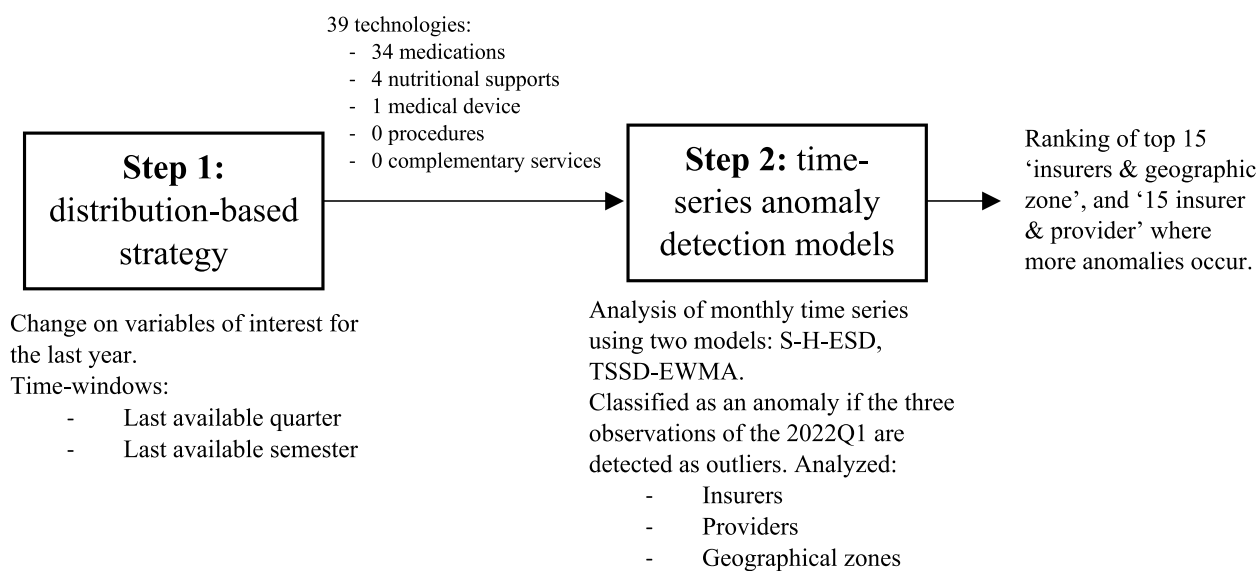 39 technologies:
- 34 medications
- 4 nutritional supports
- 1 medical device
- 0 procedures
- 0 complementary services
Step 1:
distribution-based
strategy
Change on variables of interest for
the last year.
Time-windows:
- Last available quarter
- Last available semester
Step 2: time-
series anomaly
detection models
Analysis of monthly time series
using two models: S-H-ESD,
TSSD-EWMA.
Classified as an anomaly if the three
observations of the 2022Q1 are
detected as outliers. Analyzed:
- Insurers
- Providers
- Geographical zones
Ranking of top 15
‘insurers & geographic
zone’, and ‘15 insurer
& provider’ where
more anomalies occur.